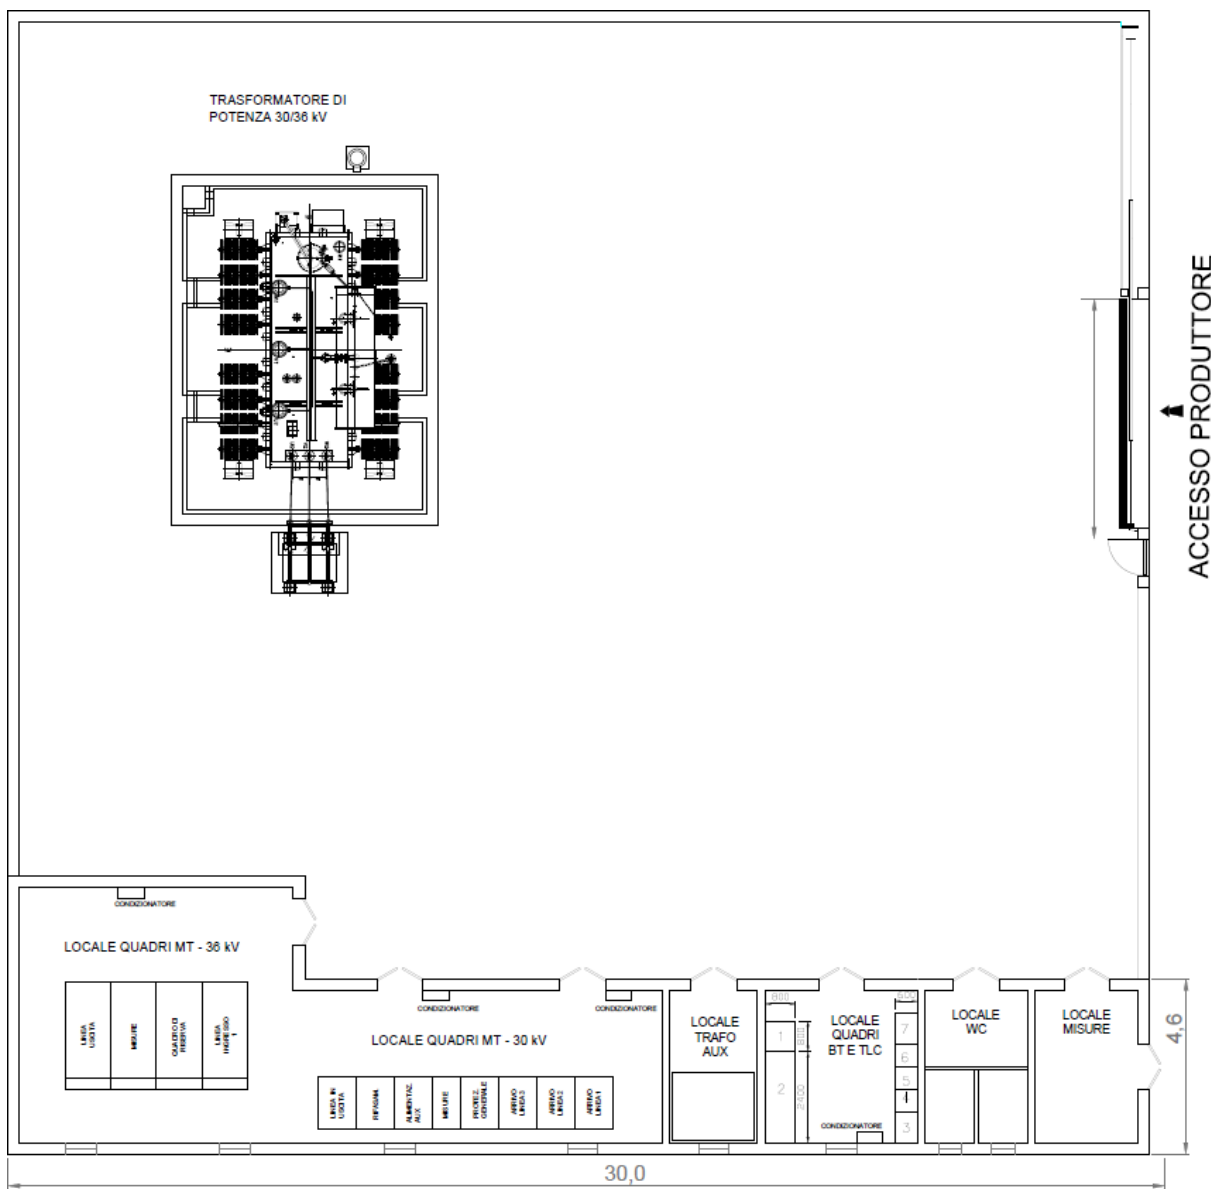 TRASFORMATORE DI
POTENZA 30/36 kV
ACCESSO PRODUTTORE
CONDIZIONATORE
LOCALE QUADRI MT - 36 kV
LINEA
USCITA
MISURE
QUADRO DI
RISERVA
LINEA
INGRESSO
1
CONDIZIONATORE
CONDIZIONATORE
LOCALE QUADRI MT - 30 kV
LINEA IN
USCITA
RIFASAM.
ALIMENTAZ.
AUX
MISURE
PROTEZ.
GENERALE
ARRIVO
LINEA 3
ARRIVO
LINEA 2
ARRIVO
LINEA 1
LOCALE
TRAFO
AUX
800
600
1
800
2
2400
LOCALE
QUADRI
BT E TLC
CONDIZIONATORE
7
6
5
4
3
LOCALE
WC
LOCALE
MISURE
4,6
30,0